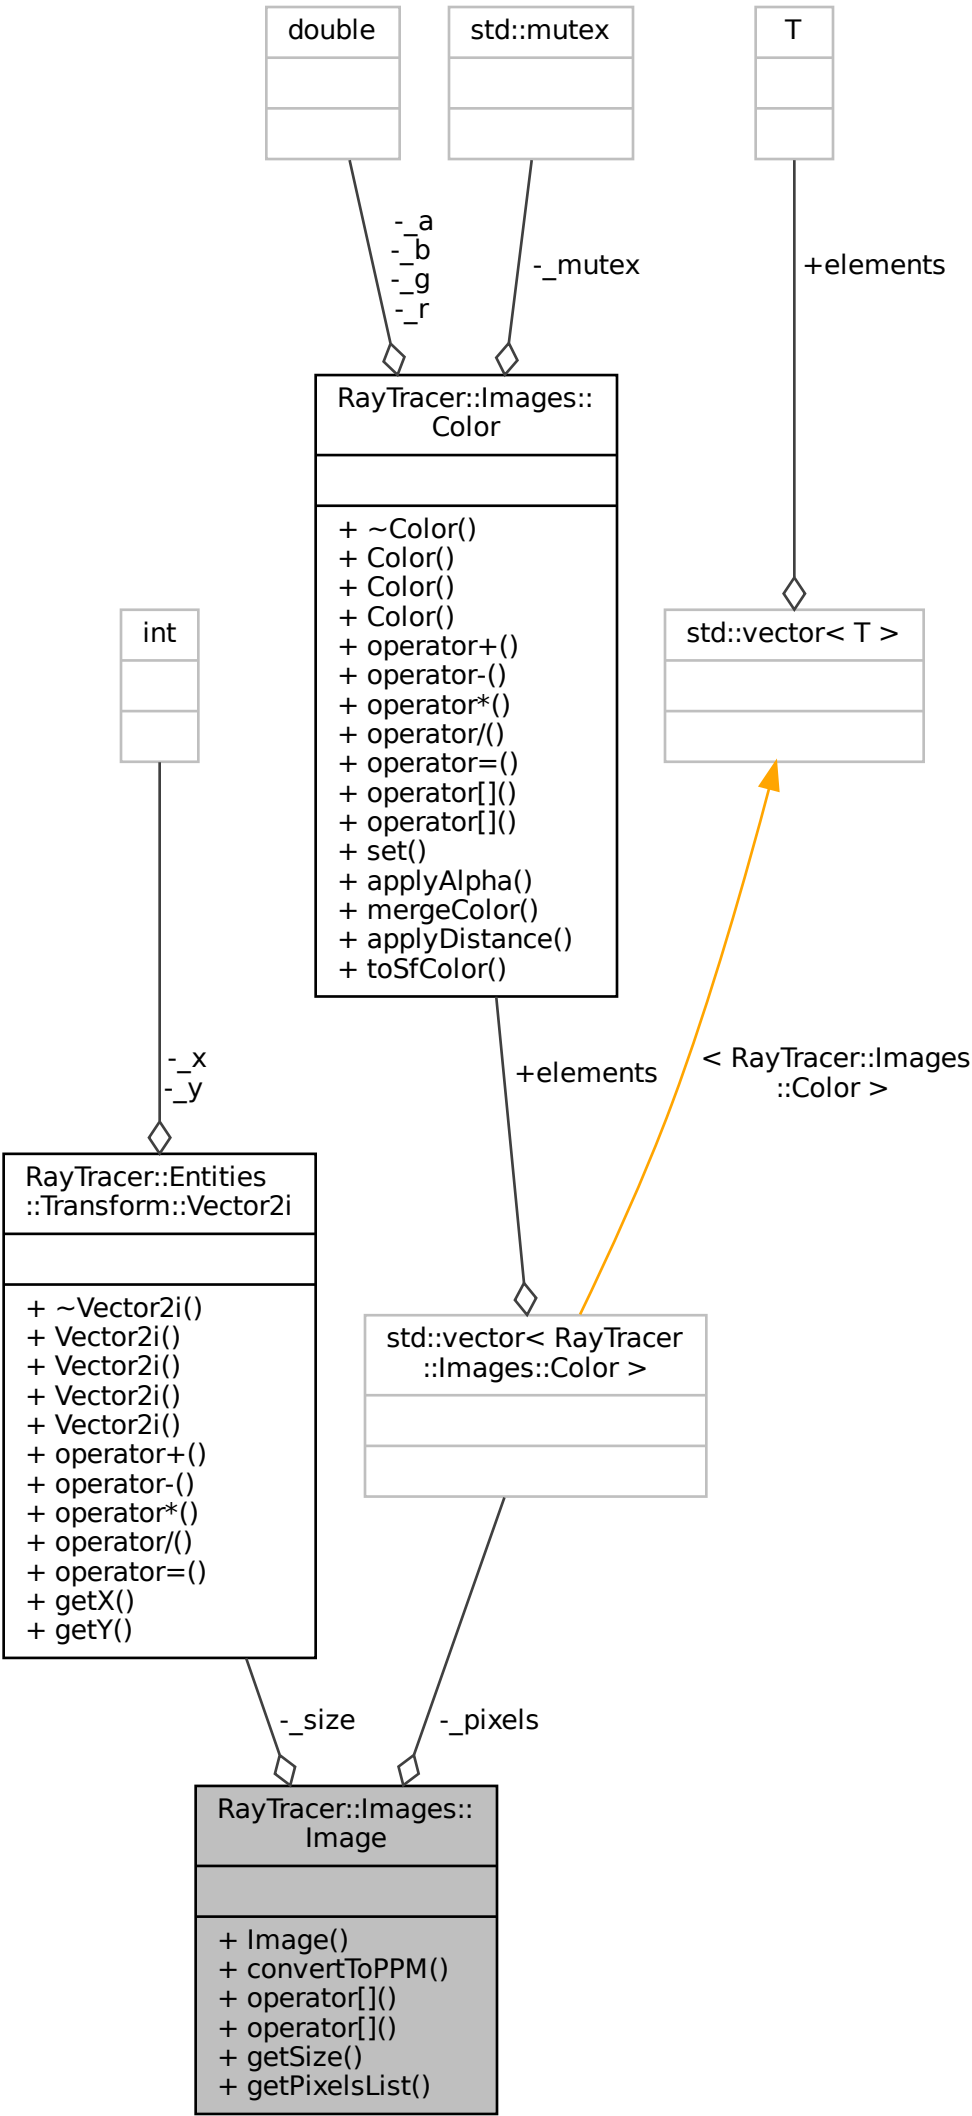 double
std::mutex
T
-_a
-_b
-_g
-_r
-_mutex
+elements
RayTracer::Images::
Color
+ ~Color()
+ Color()
+ Color()
+ Color()
+ operator+()
+ operator-()
+ operator*()
+ operator/()
+ operator=()
+ operator[]()
+ operator[]()
+ set()
+ applyAlpha()
+ mergeColor()
+ applyDistance()
+ toSfColor()
int
std::vector< T >
-_x
-_y
+elements
< RayTracer::Images
::Color >
RayTracer::Entities
::Transform::Vector2i
+ ~Vector2i()
+ Vector2i()
+ Vector2i()
+ Vector2i()
+ Vector2i()
+ operator+()
+ operator-()
+ operator*()
+ operator/()
+ operator=()
+ getX()
+ getY()
std::vector< RayTracer
::Images::Color >
-_size
-_pixels
RayTracer::Images::
Image
+ Image()
+ convertToPPM()
+ operator[]()
+ operator[]()
+ getSize()
+ getPixelsList()